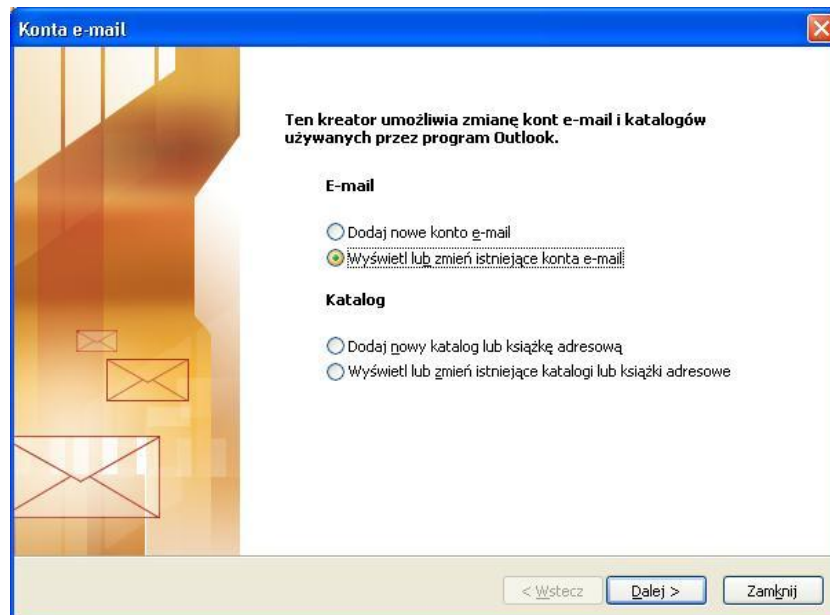 Konta e-mail
Ten kreator umożliwia zmianę kont e-mail i katalogów
używanych przez program Outlook.
E-mail
Dodaj nowe konto e-mail
Wyświetl lub zmień istniejące konta e-mail
Katalog
Dodaj nowy katalog lub książkę adresową
Wyświetl lub zmień istniejące katalogi lub książki adresowe
< Wstecz
Dalej >
Zamknij